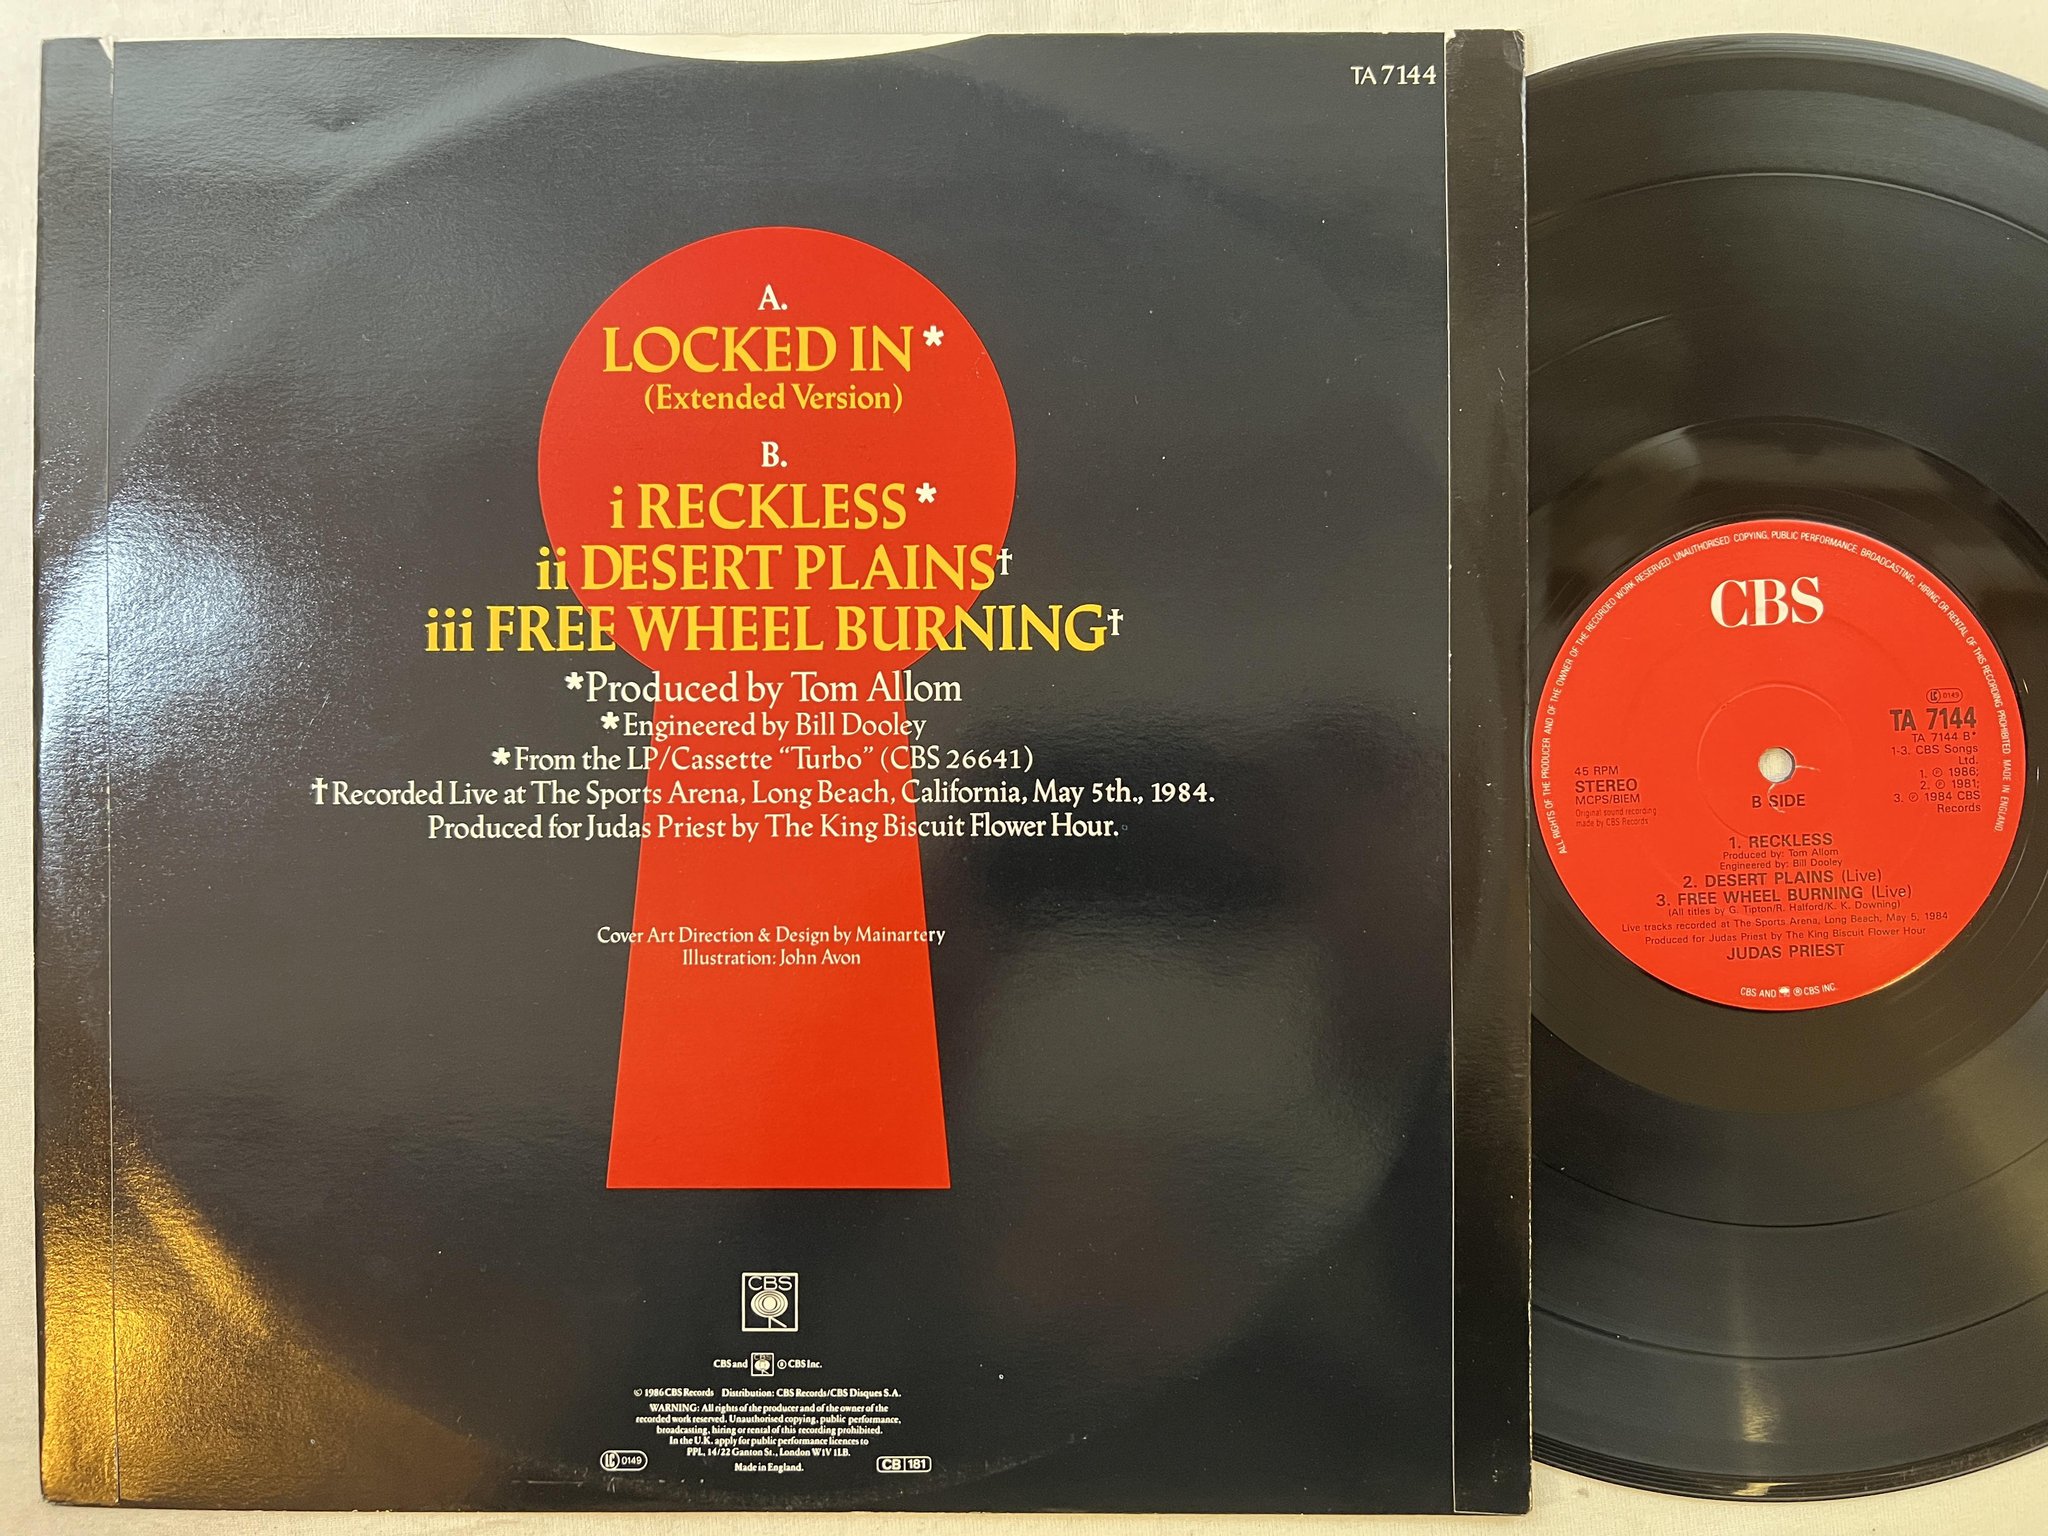 TA 7144
A.
LOCKED IN*
(Extended Version)
B.
i RECKLESS*
ii DESERT PLAINS†
iii FREE WHEEL BURNING†
*Produced by Tom Allom
*Engineered by Bill Dooley
*From the LP/Cassette “Turbo” (CBS 26641)
†Recorded Live at The Sports Arena, Long Beach, California, May 5th., 1984.
Produced for Judas Priest by The King Biscuit Flower Hour.
Cover Art Direction & Design by Mainartery
Illustration: John Avon
CBS
CBS and ® CBS Inc.
© 1986 CBS Records Distribution: CBS Records/CBS Disques S.A.
WARNING: All rights of the producer and of the owner of the
recorded work reserved. Unauthorised copying, public performance,
broadcasting, hiring or rental of this recording prohibited.
In the U.K. apply for public performance licences to
PPL, 14/22 Ganton St., London W1V 1LB.
Made in England.
LC 0149
CB 181
ALL RIGHTS OF THE PRODUCER AND OF THE OWNER OF THE RECORDED WORK RESERVED. UNAUTHORISED COPYING, PUBLIC PERFORMANCE, BROADCASTING, HIRING OR RENTAL OF THIS RECORDING PROHIBITED. MADE IN ENGLAND.
CBS
LC 0149
TA 7144
TA 7144 B*
1-3. CBS Songs
Ltd.
1. ℗ 1986;
2. ℗ 1981;
3. ℗ 1984 CBS
Records
45 RPM
STEREO
MCPS/BIEM
Original sound recording
made by CBS Records
B SIDE
1. RECKLESS
Produced by: Tom Allom
Engineered by: Bill Dooley
2. DESERT PLAINS (Live)
3. FREE WHEEL BURNING (Live)
(All titles by G. Tipton/R. Halford/K. K. Downing)
Live tracks recorded at The Sports Arena, Long Beach, May 5, 1984
Produced for Judas Priest by The King Biscuit Flower Hour
JUDAS PRIEST
CBS AND ® CBS INC.